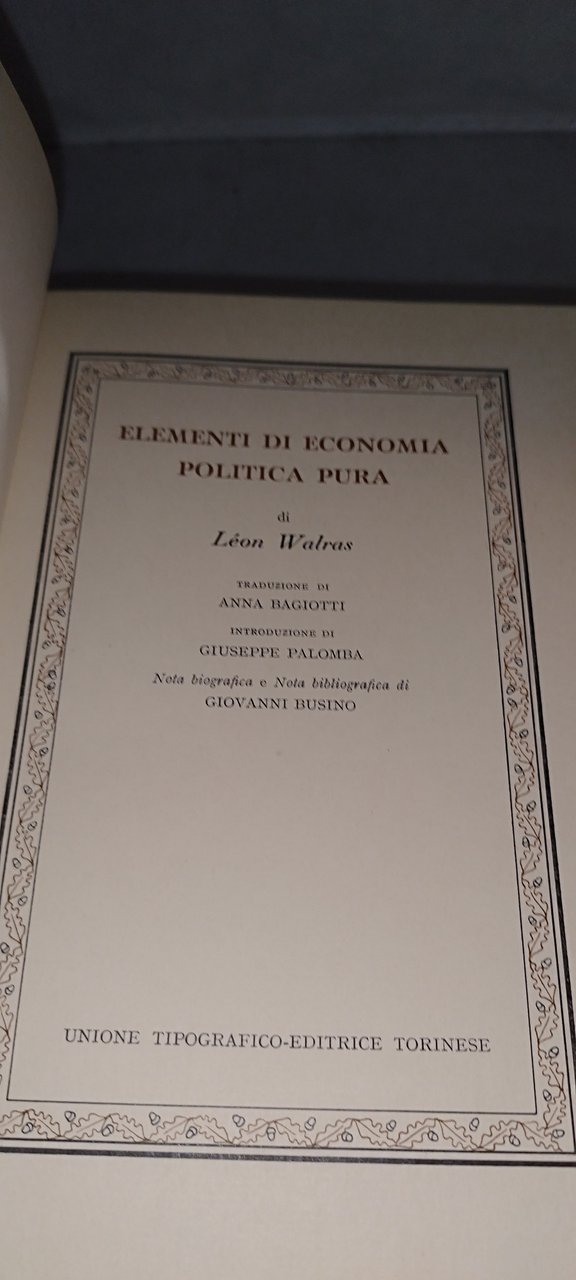 ELEMENTI DI ECONOMIA
POLITICA PURA
di
Léon Walras
TRADUZIONE DI
ANNA BAGIOTTI
INTRODUZIONE DI
GIUSEPPE PALOMBA
Nota biografica e Nota bibliografica di
GIOVANNI BUSINO
UNIONE TIPOGRAFICO-EDITRICE TORINESE